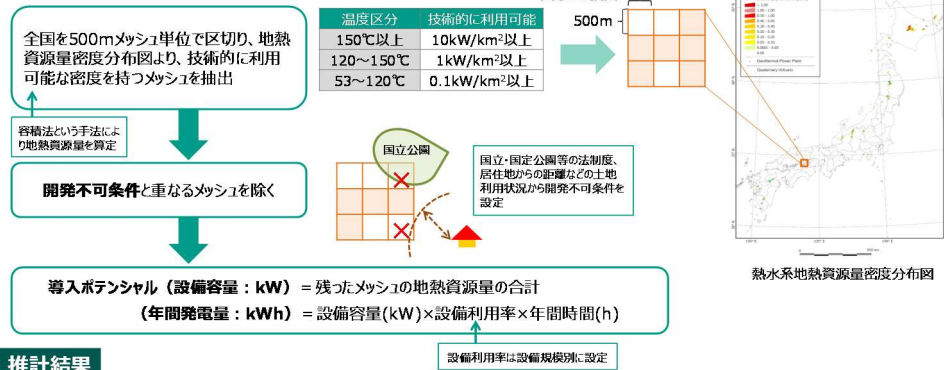 全国を500mメッシュ単位で区切り、地熱
資源量密度分布図より、技術的に利用
可能な密度を持つメッシュを抽出
容積法という手法によ
り地熱資源量を算定
温度区分 技術的に利用可能
150℃以上 10kW/km²以上
120~150℃ 1kW/km²以上
53~120℃ 0.1kW/km²以上
500m
Geothermal Power Plant
Quaternary Volcano
開発不可条件と重なるメッシュを除く
国立公園
国立・国定公園等の法制度、
居住地からの距離などの土地
利用状況から開発不可条件を
設定
熱水系地熱資源量密度分布図
導入ポテンシャル(設備容量:kW)=残ったメッシュの地熱資源量の合計
(年間発電量:kWh)=設備容量(kW)×設備利用率×年間時間(h)
設備利用率は設備規模別に設定
推計結果